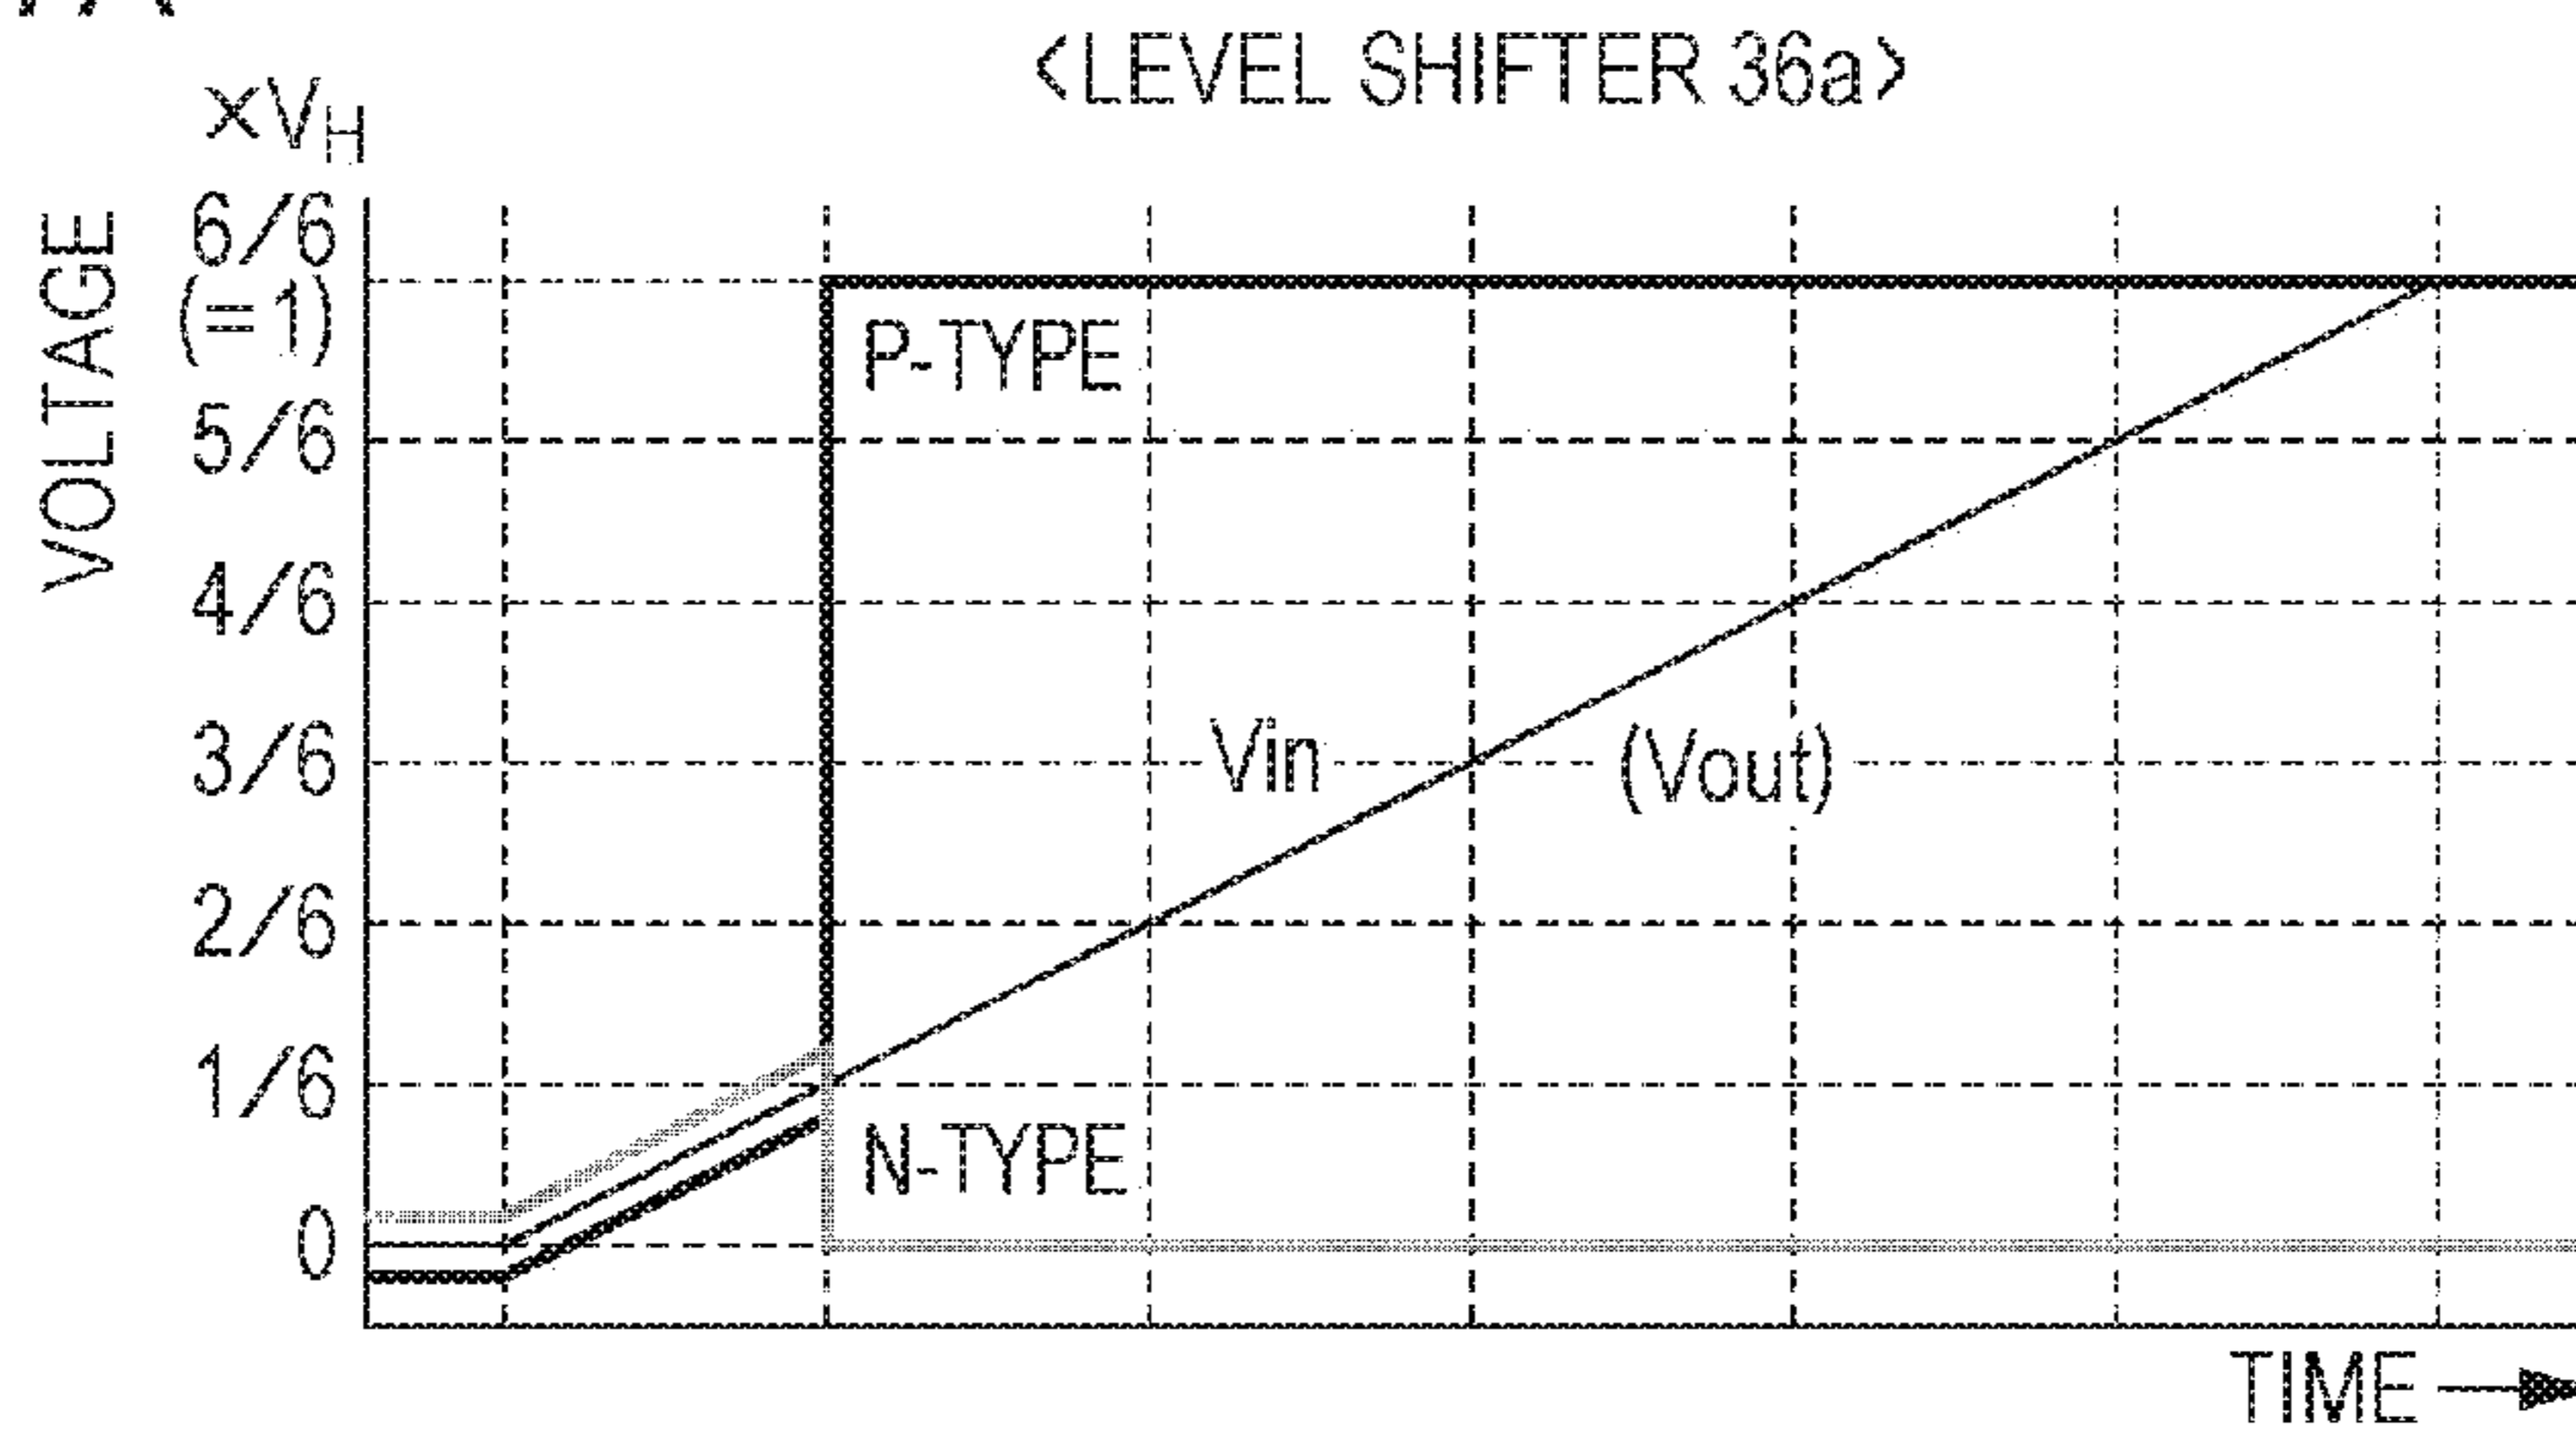 <LEVEL SHIFTER 36a>
×VH
VOLTAGE
6/6
(=1)
P-TYPE
5/6
4/6
3/6
Vin
(Vout)
2/6
1/6
N-TYPE
0
TIME